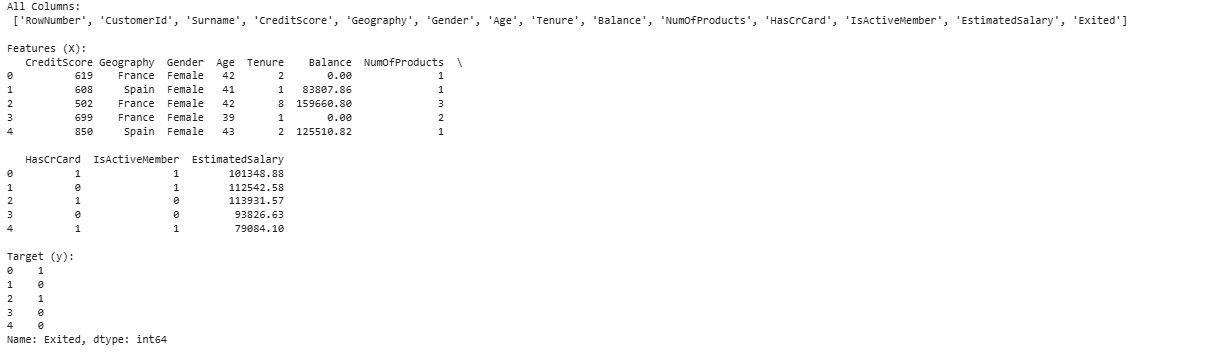 All Columns:
['RowNumber', 'CustomerId', 'Surname', 'CreditScore', 'Geography', 'Gender', 'Age', 'Tenure', 'Balance', 'NumOfProducts', 'HasCrCard', 'IsActiveMember', 'EstimatedSalary', 'Exited']
Features (X):
CreditScore Geography Gender Age Tenure Balance NumOfProducts \
0 619 France Female 42 2 0.00 1
1 608 Spain Female 41 1 83807.86 1
2 502 France Female 42 8 159660.80 3
3 699 France Female 39 1 0.00 2
4 850 Spain Female 43 2 125510.82 1
HasCrCard IsActiveMember EstimatedSalary
0 1 1 101348.88
1 0 1 112542.58
2 1 0 113931.57
3 0 0 93826.63
4 1 1 79084.10
Target (y):
0 1
1 0
2 1
3 0
4 0
Name: Exited, dtype: int64